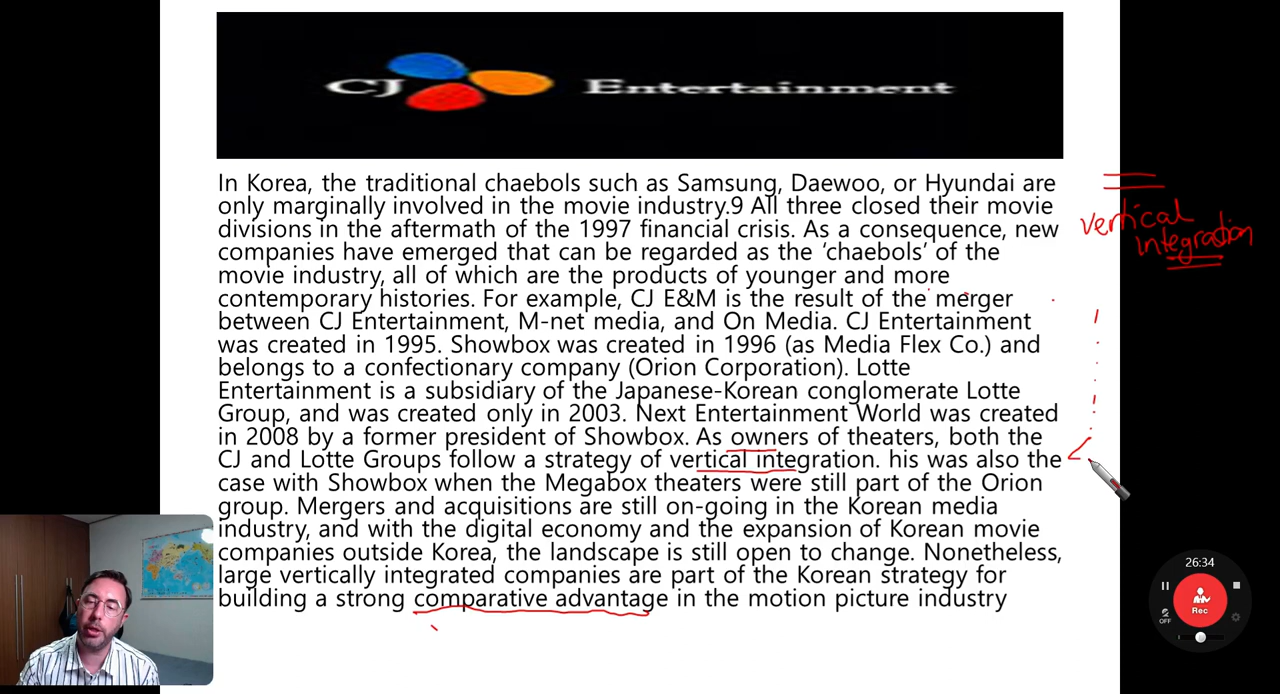 CJ Entertainment
In Korea, the traditional chaebols such as Samsung, Daewoo, or Hyundai are
only marginally involved in the movie industry.9 All three closed their movie
divisions in the aftermath of the 1997 financial crisis. As a consequence, new
companies have emerged that can be regarded as the ‘chaebols’ of the
movie industry, all of which are the products of younger and more
contemporary histories. For example, CJ E&M is the result of the merger
between CJ Entertainment, M-net media, and On Media. CJ Entertainment
was created in 1995. Showbox was created in 1996 (as Media Flex Co.) and
belongs to a confectionary company (Orion Corporation). Lotte
Entertainment is a subsidiary of the Japanese-Korean conglomerate Lotte
Group, and was created only in 2003. Next Entertainment World was created
in 2008 by a former president of Showbox. As owners of theaters, both the
CJ and Lotte Groups follow a strategy of vertical integration. his was also the
case with Showbox when the Megabox theaters were still part of the Orion
group. Mergers and acquisitions are still on-going in the Korean media
industry, and with the digital economy and the expansion of Korean movie
companies outside Korea, the landscape is still open to change. Nonetheless,
large vertically integrated companies are part of the Korean strategy for
building a strong comparative advantage in the motion picture industry
vertical
integration
26:34
Rec
OFF